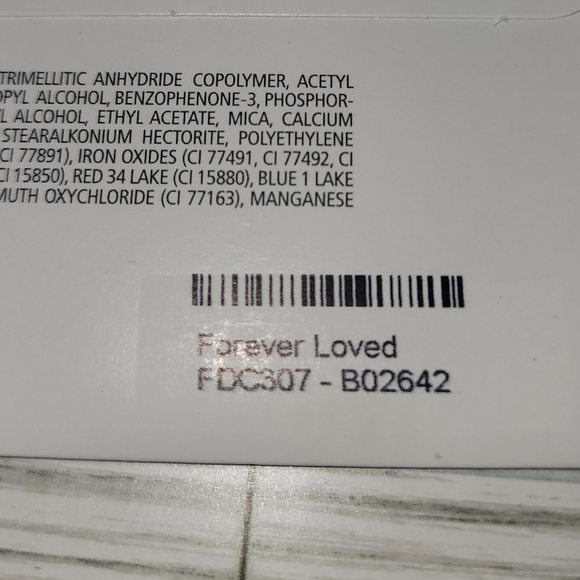 TRIMELLITIC ANHYDRIDE COPOLYMER, ACETYL
OPYL ALCOHOL, BENZOPHENONE-3, PHOSPHOR-
L ALCOHOL, ETHYL ACETATE, MICA, CALCIUM
STEARALKONIUM HECTORITE, POLYETHYLENE
(CI 77891), IRON OXIDES (CI 77491, CI 77492, CI
CI 15850), RED 34 LAKE (CI 15880), BLUE 1 LAKE
MUTH OXYCHLORIDE (CI 77163), MANGANESE
Forever Loved
FDC307 - B02642